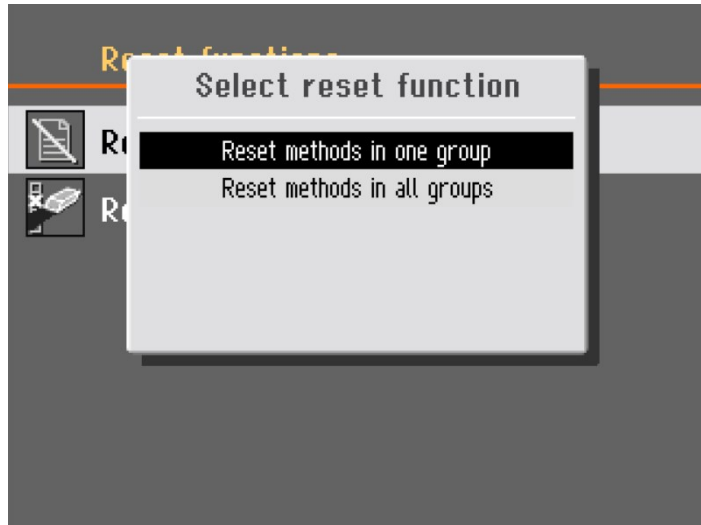 Select reset function
Reset methods in one group
Reset methods in all groups